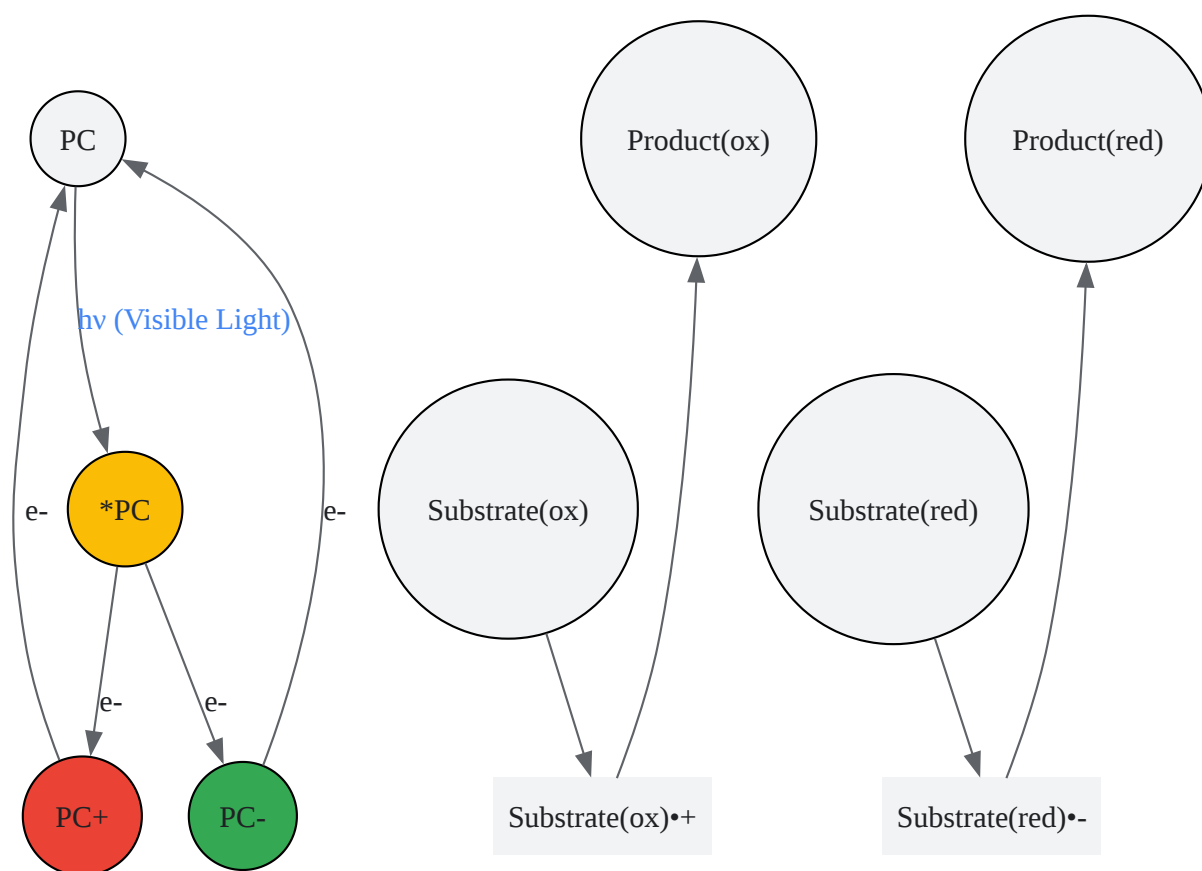 PC
Product(ox)
Product(red)
hν (Visible Light)
e-
*PC
e-
Substrate(ox)
Substrate(red)
e-
e-
PC+
PC-
Substrate(ox)•+
Substrate(red)•-